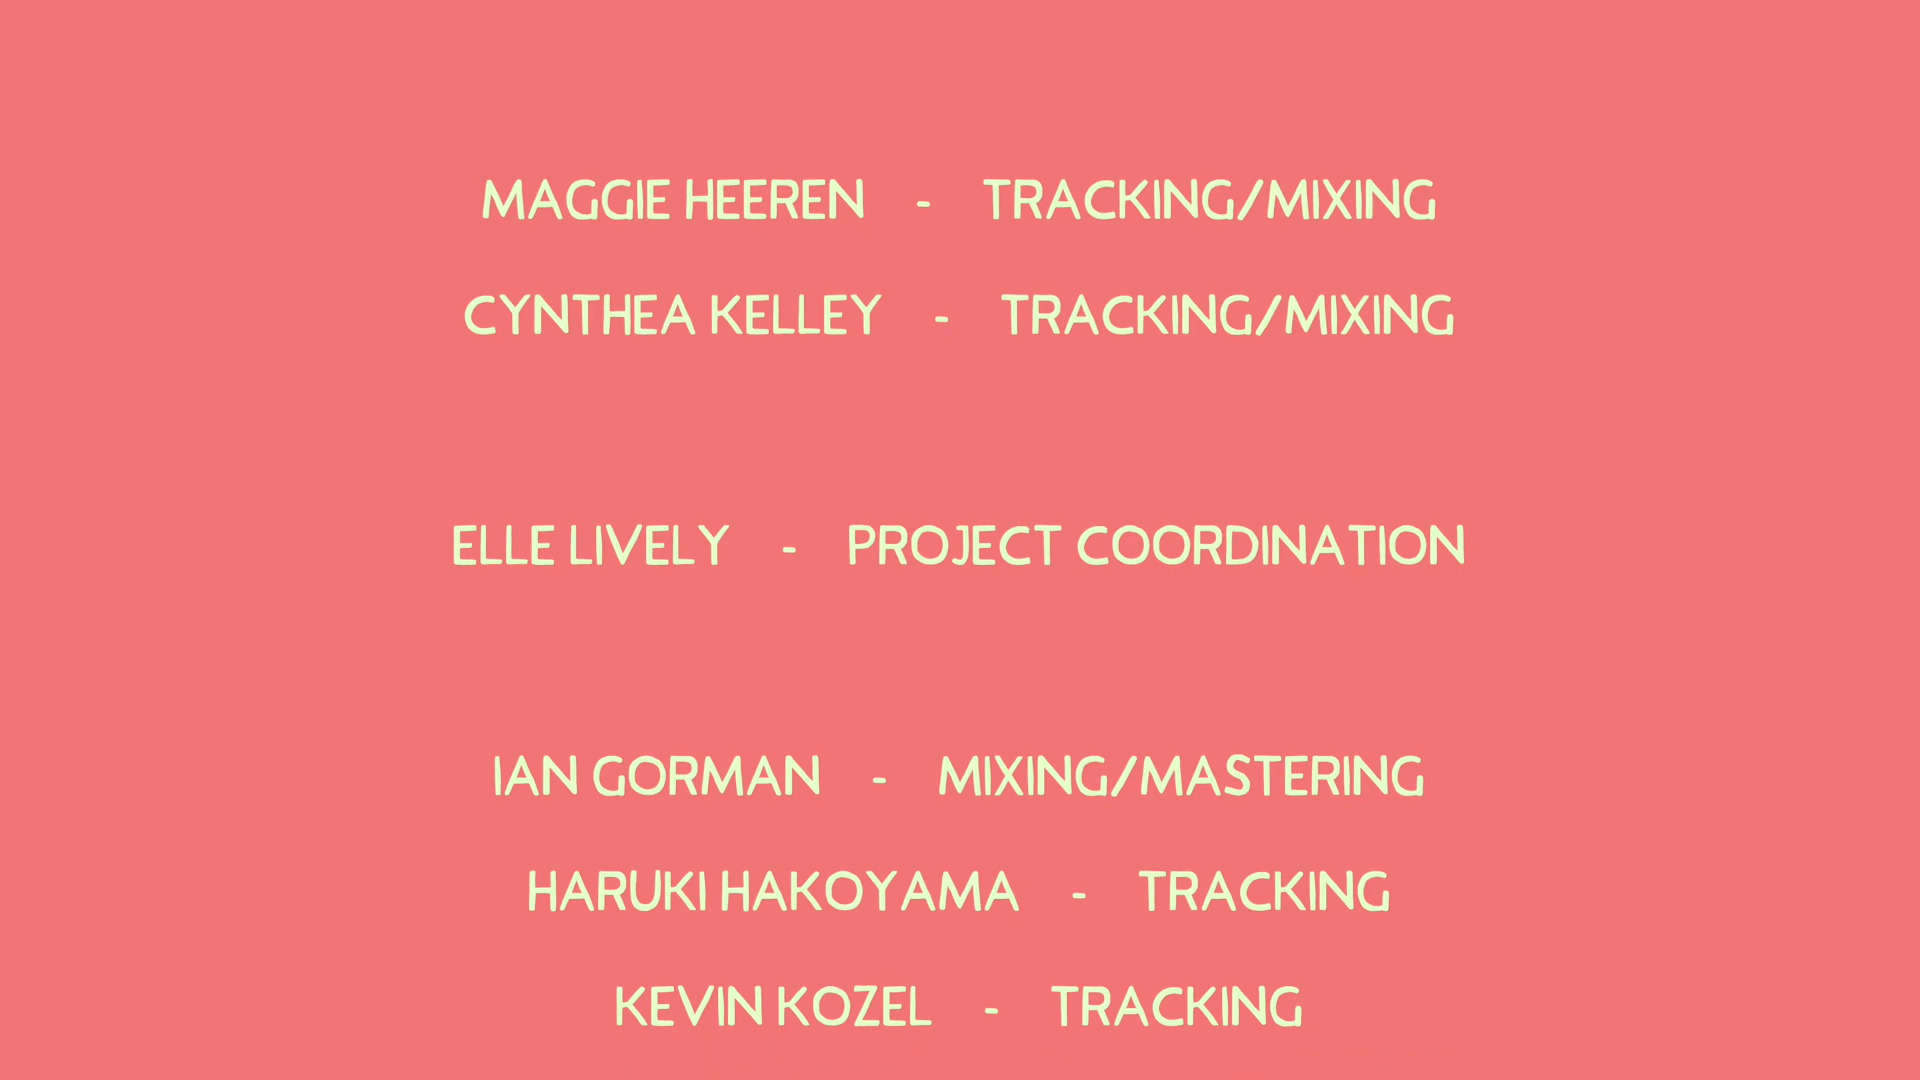 MAGGIE HEEREN - TRACKING/MIXING
CYNTHEA KELLEY - TRACKING/MIXING
ELLE LIVELY - PROJECT COORDINATION
IAN GORMAN - MIXING/MASTERING
HARUKI HAKOYAMA - TRACKING
KEVIN KOZEL - TRACKING